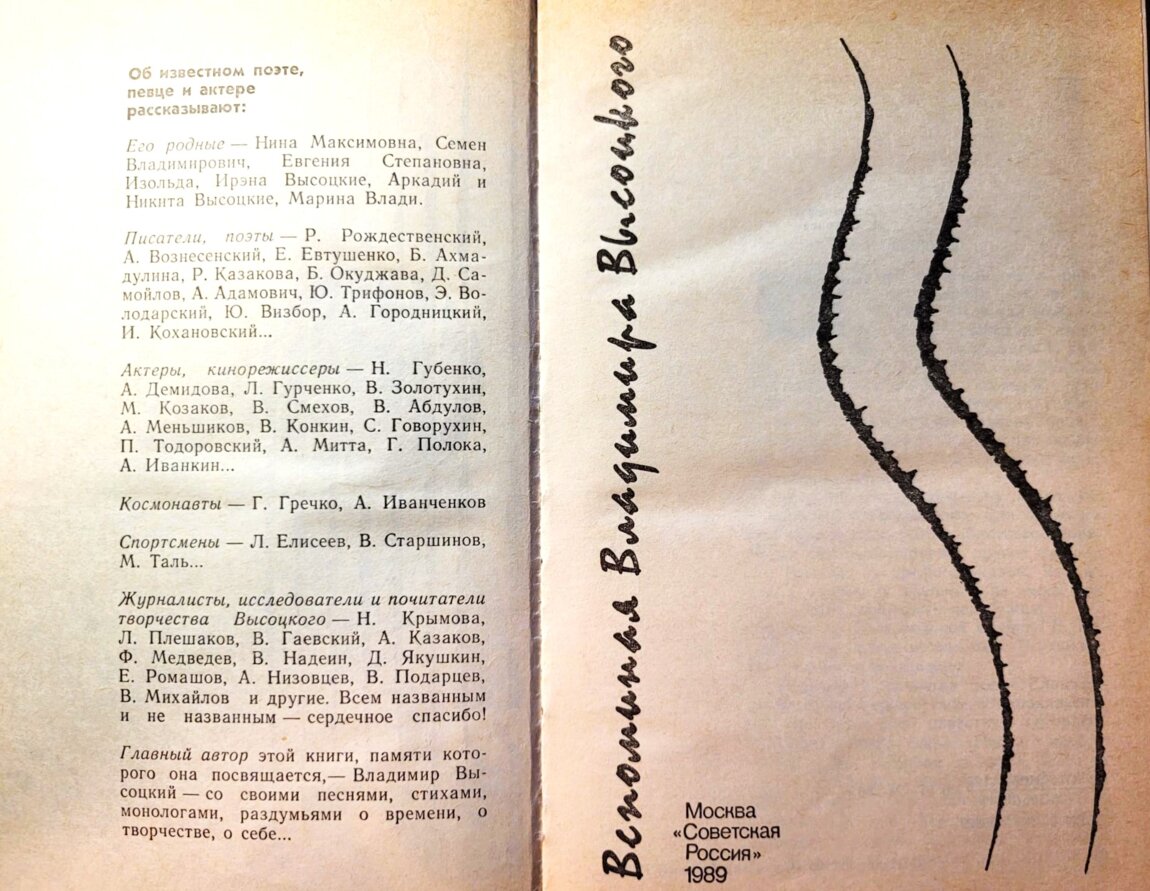 Об известном поэте,
певце и актере
рассказывают:
Его родные — Нина Максимовна, Семен
Владимирович, Евгения Степановна,
Изольда, Ирэна Высоцкие, Аркадий и
Никита Высоцкие, Марина Влади.
Писатели, поэты — Р. Рождественский,
А. Вознесенский, Е. Евтушенко, Б. Ахма-
дулина, Р. Казакова, Б. Окуджава, Д. Са-
мойлов, А. Адамович, Ю. Трифонов, Э. Во-
лодарский, Ю. Визбор, А. Городницкий,
И. Кохановский...
Актеры, кинорежиссеры — Н. Губенко,
А. Демидова, Л. Гурченко, В. Золотухин,
М. Козаков, В. Смехов, В. Абдулов,
А. Меньшиков, В. Конкин, С. Говорухин,
П. Тодоровский, А. Митта, Г. Полока,
А. Иванкин...
Космонавты — Г. Гречко, А. Иванченков
Спортсмены — Л. Елисеев, В. Старшинов,
М. Таль...
Журналисты, исследователи и почитатели
творчества Высоцкого — Н. Крымова,
Л. Плешаков, В. Гаевский, А. Казаков,
Ф. Медведев, В. Надеин, Д. Якушкин,
Е. Ромашов, А. Низовцев, В. Подарцев,
В. Михайлов и другие. Всем названным
и не названным — сердечное спасибо!
Главный автор этой книги, памяти кото-
рого она посвящается,— Владимир Вы-
соцкий — со своими песнями, стихами,
монологами, раздумьями о времени, о
творчестве, о себе...
Вспоминая Владимира Высоцкого
Москва
«Советская
Россия»
1989